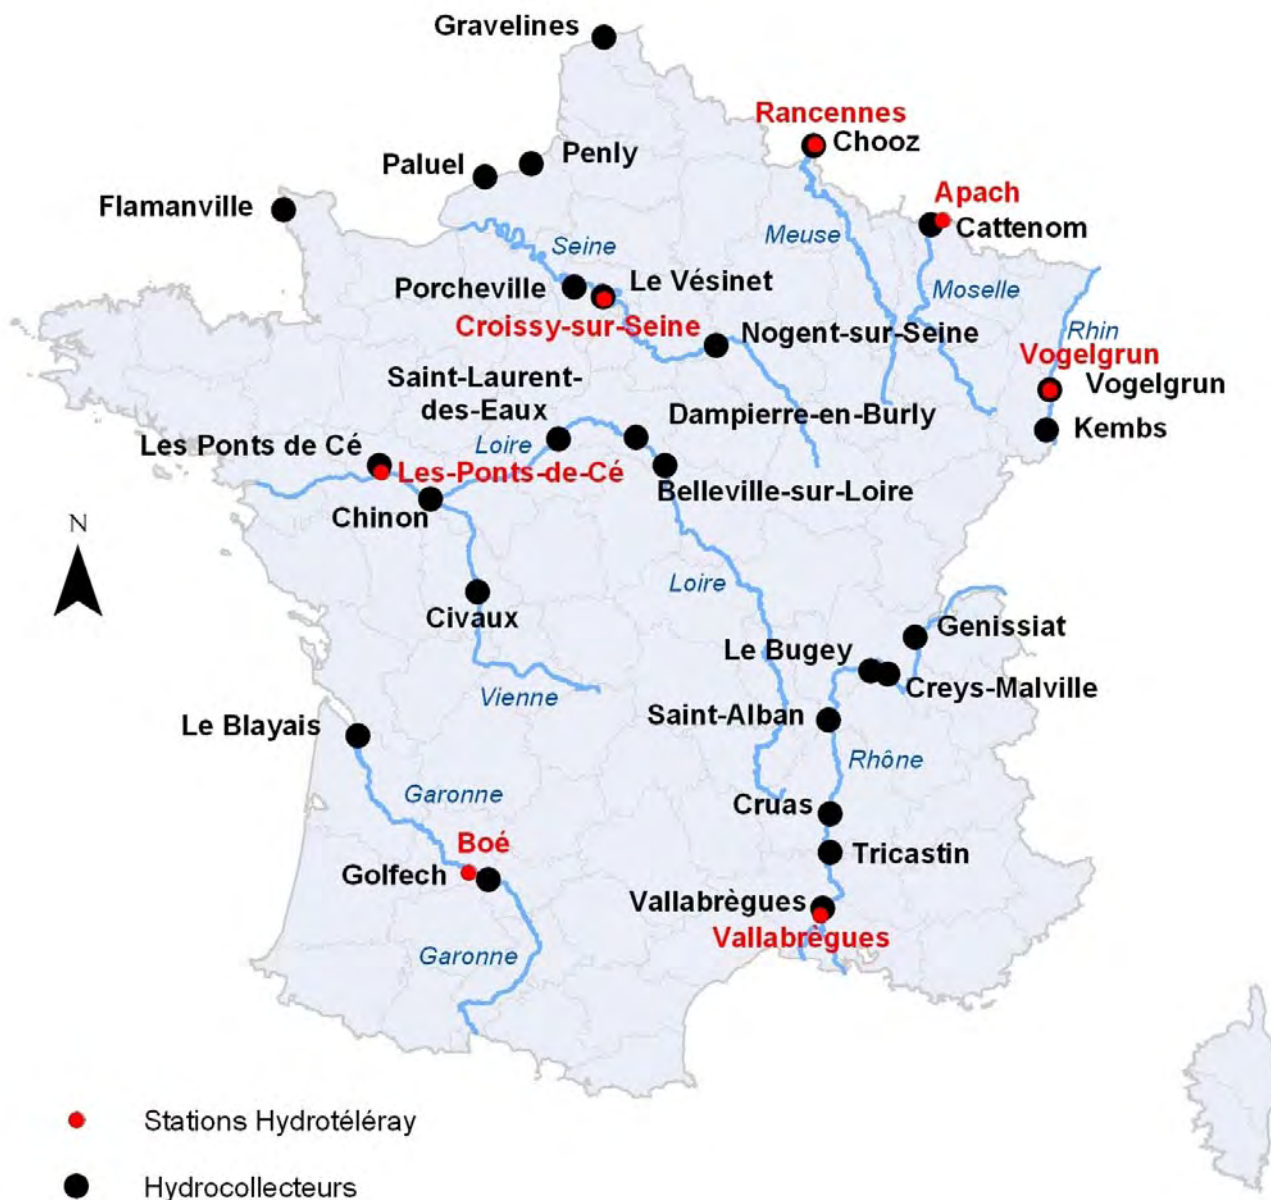 Gravelines
Rancennes
Chooz
Penly
Paluel
Apach
Flamanville
Cattenom
Meuse
Seine
Le Vésinet
Porcheville
Moselle
Croissy-sur-Seine
Nogent-sur-Seine
Rhin
Vogelgrun
Vogelgrun
Saint-Laurent-
des-Eaux
Dampierre-en-Burly
Kembs
Les Ponts de Cé
Loire
Les-Ponts-de-Cé
Belleville-sur-Loire
Chinon
N
Loire
Civaux
Genissiat
Le Bugey
Creys-Malville
Vienne
Saint-Alban
Le Blayais
Rhône
Garonne
Cruas
Boé
Tricastin
Golfech
Vallabrègues
Vallabrègues
Garonne
Stations Hydrotéléray
Hydrocollecteurs